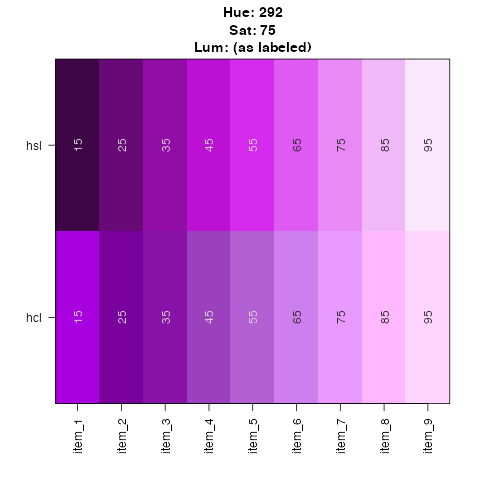 Hue: 292
Sat: 75
Lum: (as labeled)
hsl
15 25 35 45 55 65 75 85 95
hcl
15 25 35 45 55 65 75 85 95
item_1 item_2 item_3 item_4 item_5 item_6 item_7 item_8 item_9